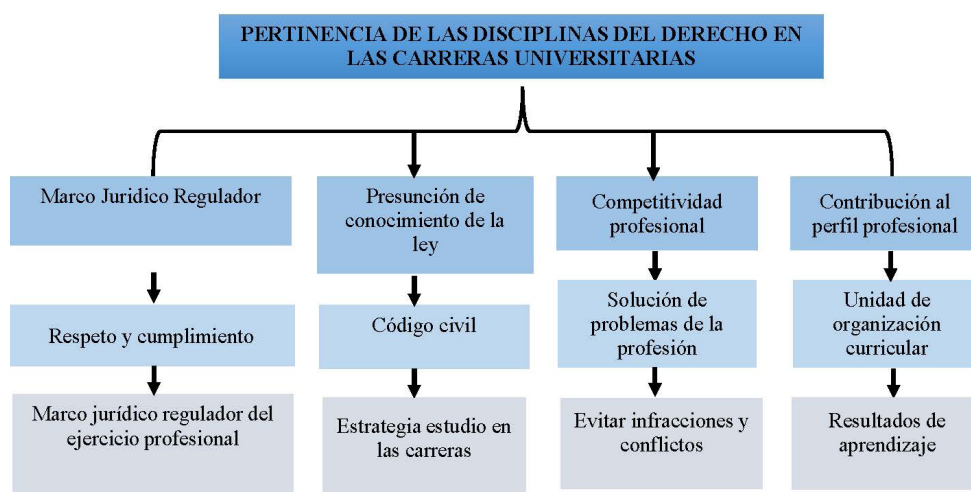 PERTINENCIA DE LAS DISCIPLINAS DEL DERECHO EN
LAS CARRERAS UNIVERSITARIAS
Marco Juridico Regulador
Presunción de
conocimiento de la
ley
Competitividad
profesional
Contribución al
perfil profesional
Respeto y cumplimiento
Código civil
Solución de
problemas de la
profesión
Unidad de
organización
curricular
Marco jurídico regulador del
ejercicio profesional
Estrategia estudio en
las carreras
Evitar infracciones y
conflictos
Resultados de
aprendizaje